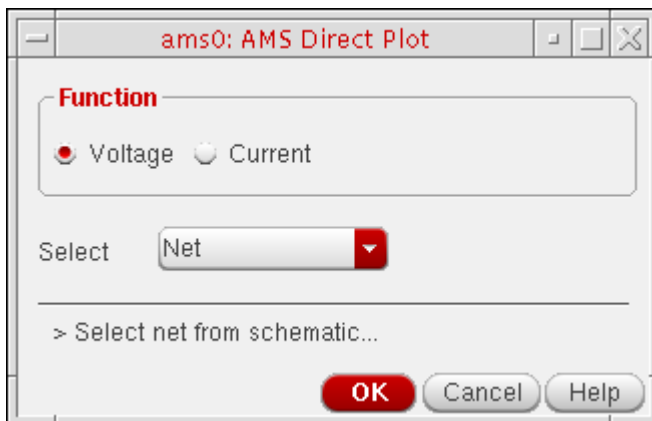 ams0: AMS Direct Plot
Function
Voltage Current
Select Net
> Select net from schematic...
OK Cancel Help